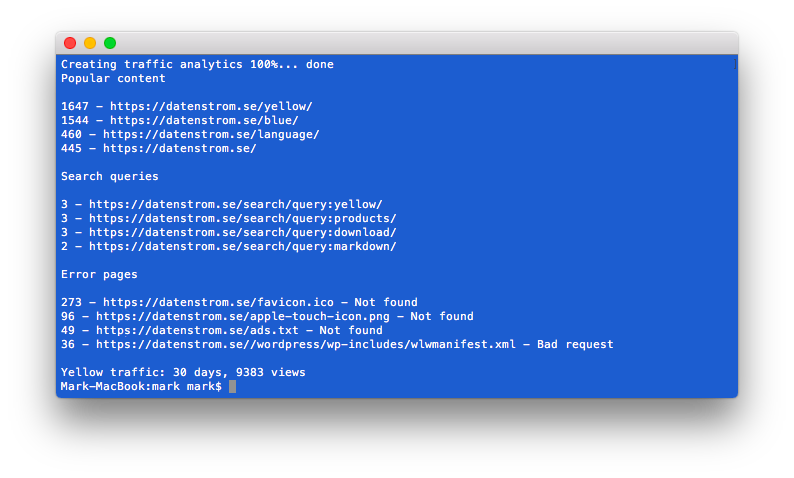 Creating traffic analytics 100%... done
Popular content
1647 – https://datenstrom.se/yellow/
1544 – https://datenstrom.se/blue/
460 – https://datenstrom.se/language/
445 – https://datenstrom.se/
Search queries
3 – https://datenstrom.se/search/query:yellow/
3 – https://datenstrom.se/search/query:products/
3 – https://datenstrom.se/search/query:download/
2 – https://datenstrom.se/search/query:markdown/
Error pages
273 – https://datenstrom.se/favicon.ico – Not found
96 – https://datenstrom.se/apple-touch-icon.png – Not found
49 – https://datenstrom.se/ads.txt – Not found
36 – https://datenstrom.se//wordpress/wp-includes/wlwmanifest.xml – Bad request
Yellow traffic: 30 days, 9383 views
Mark-MacBook:mark mark$